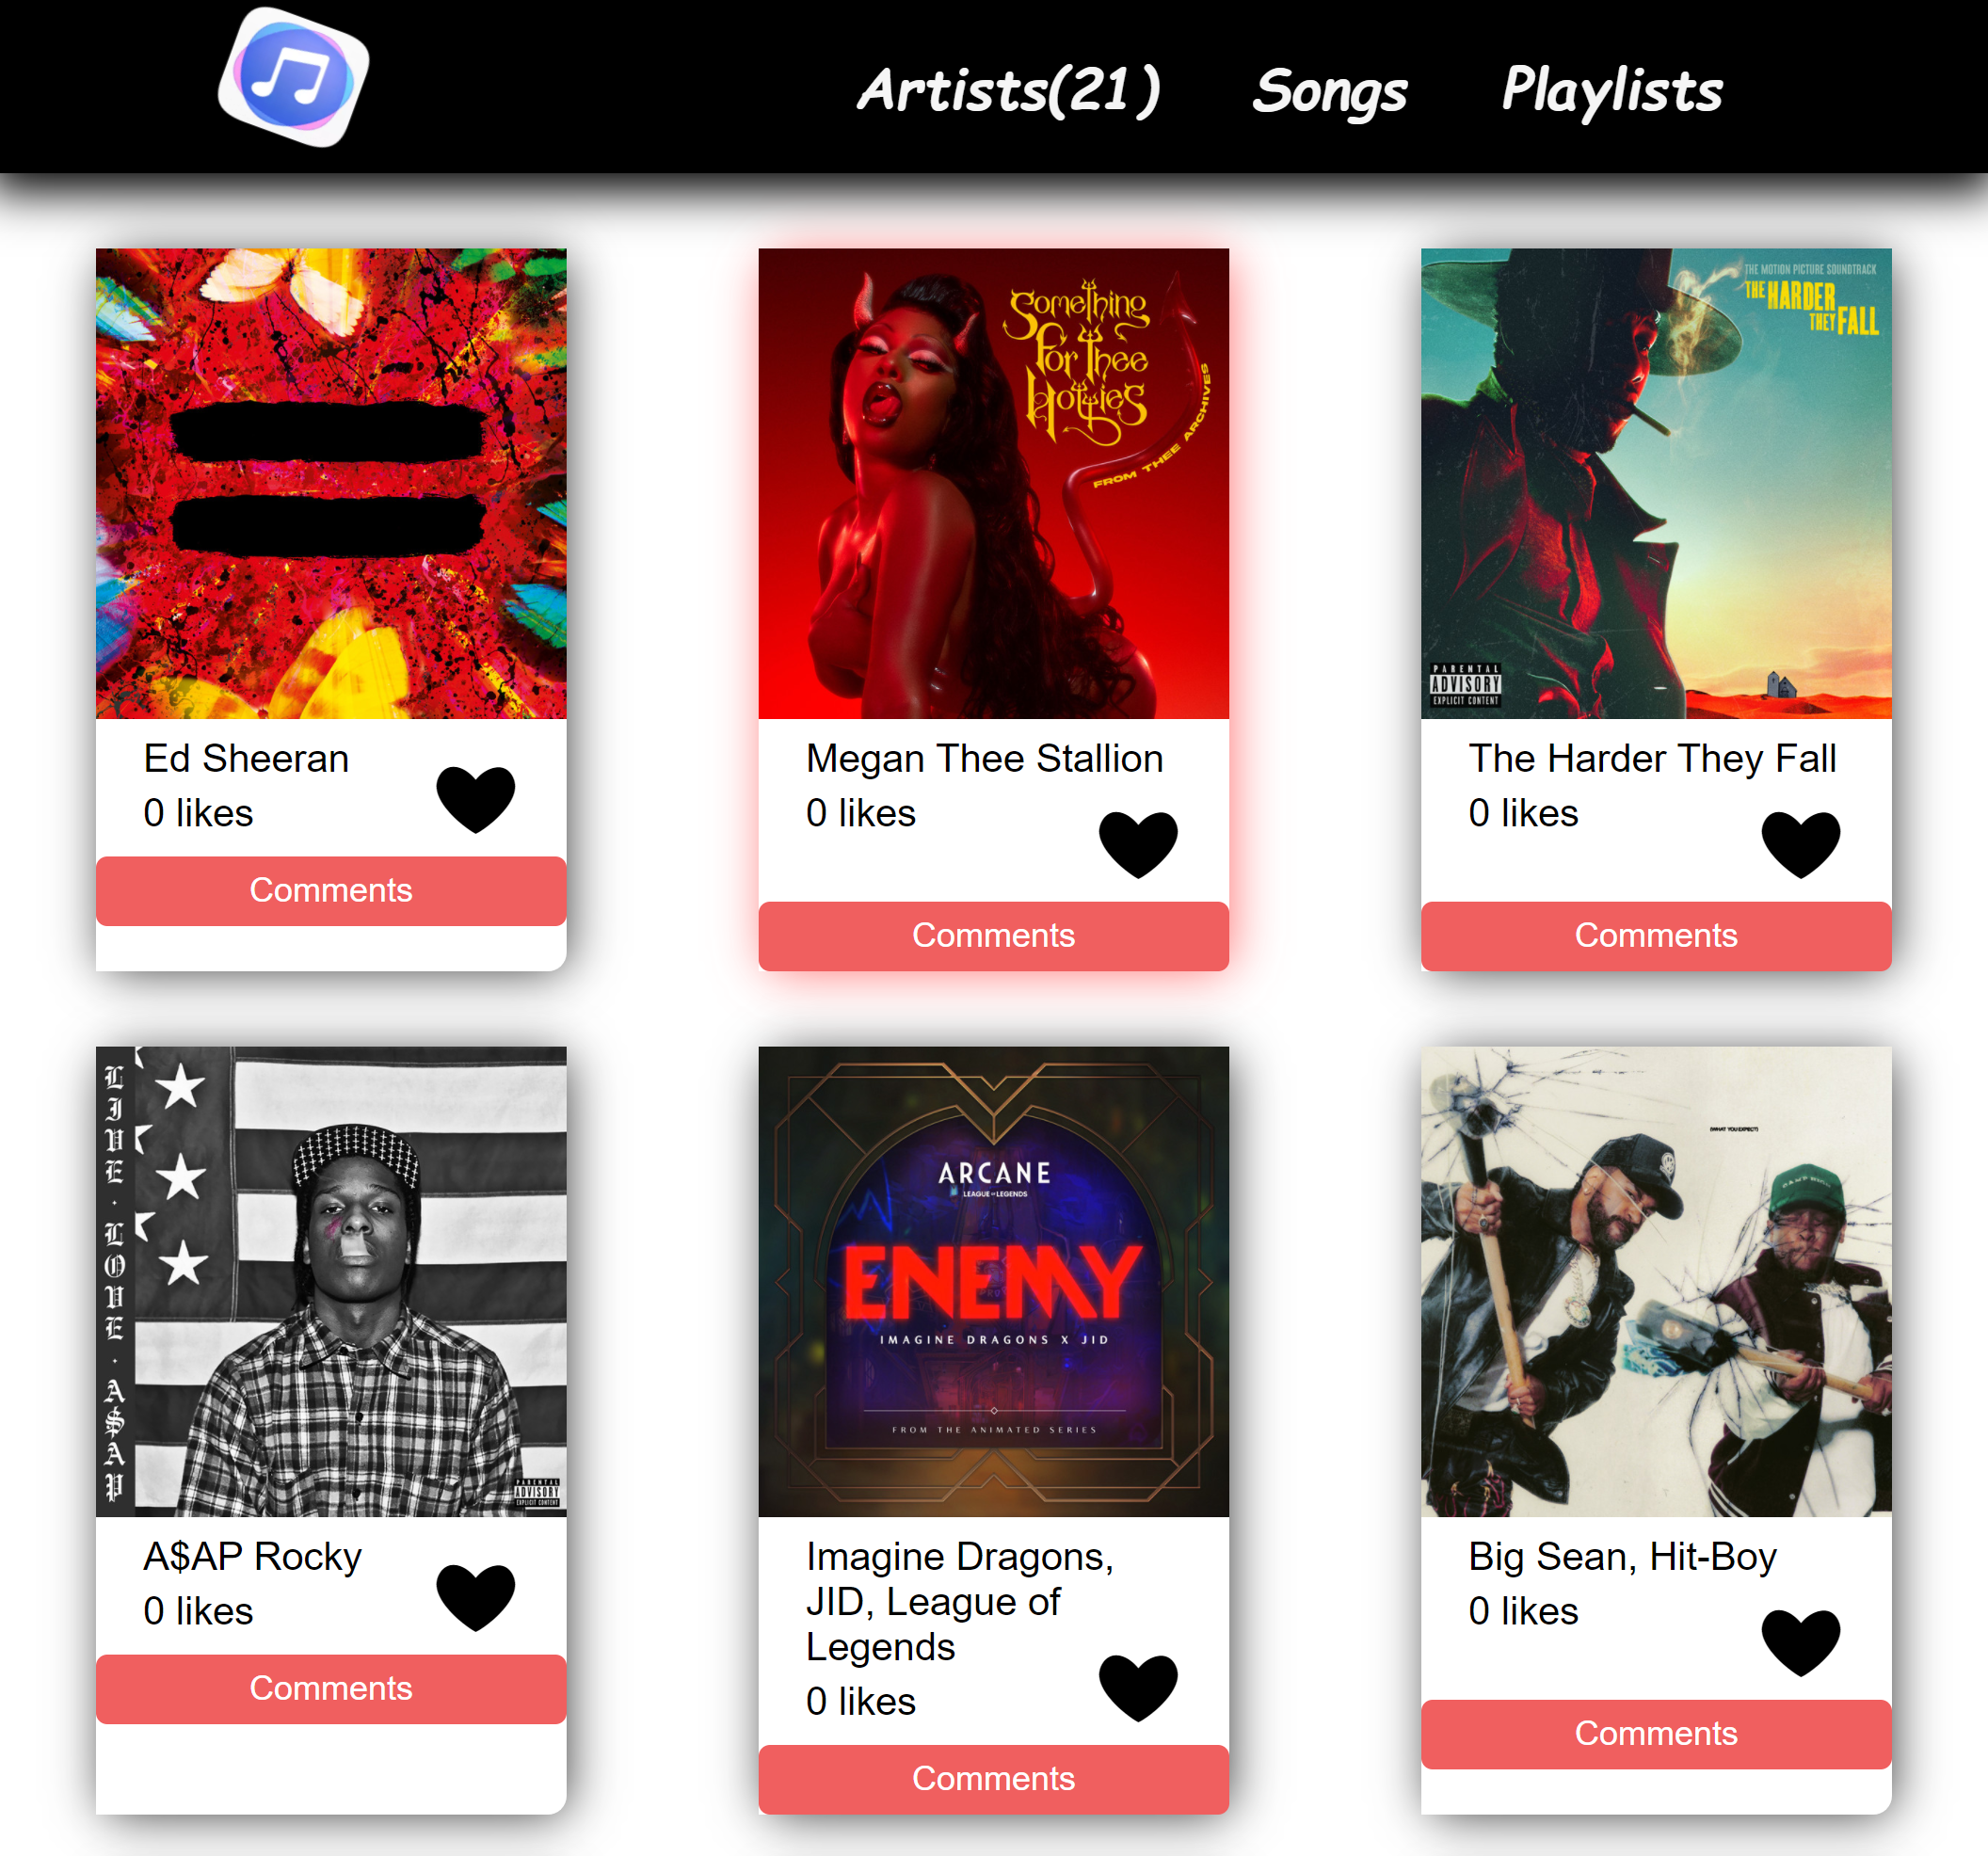 Artists(21) Songs Playlists
Something
For Thee
Hotties
FROM THEE ARCHIVES
THE MOTION PICTURE SOUNDTRACK
THE HARDER
THEY FALL
PARENTAL
ADVISORY
EXPLICIT CONTENT
Ed Sheeran
0 likes
Comments
Megan Thee Stallion
0 likes
Comments
The Harder They Fall
0 likes
Comments
LIVE · LOVE · A$AP
PARENTAL
ADVISORY
EXPLICIT CONTENT
ARCANE
LEAGUE OF LEGENDS
ENEMY
IMAGINE DRAGONS X JID
FROM THE ANIMATED SERIES
(WHAT YOU EXPECT)
A$AP Rocky
0 likes
Comments
Imagine Dragons,
JID, League of
Legends
0 likes
Comments
Big Sean, Hit-Boy
0 likes
Comments